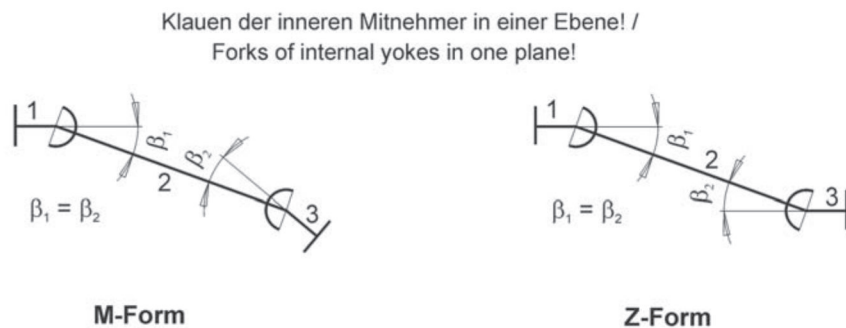 Klauen der inneren Mitnehmer in einer Ebene! /
Forks of internal yokes in one plane!
1
β₁
β₂
2
3
β₁ = β₂
M-Form
1
β₁
2
β₂
3
β₁ = β₂
Z-Form